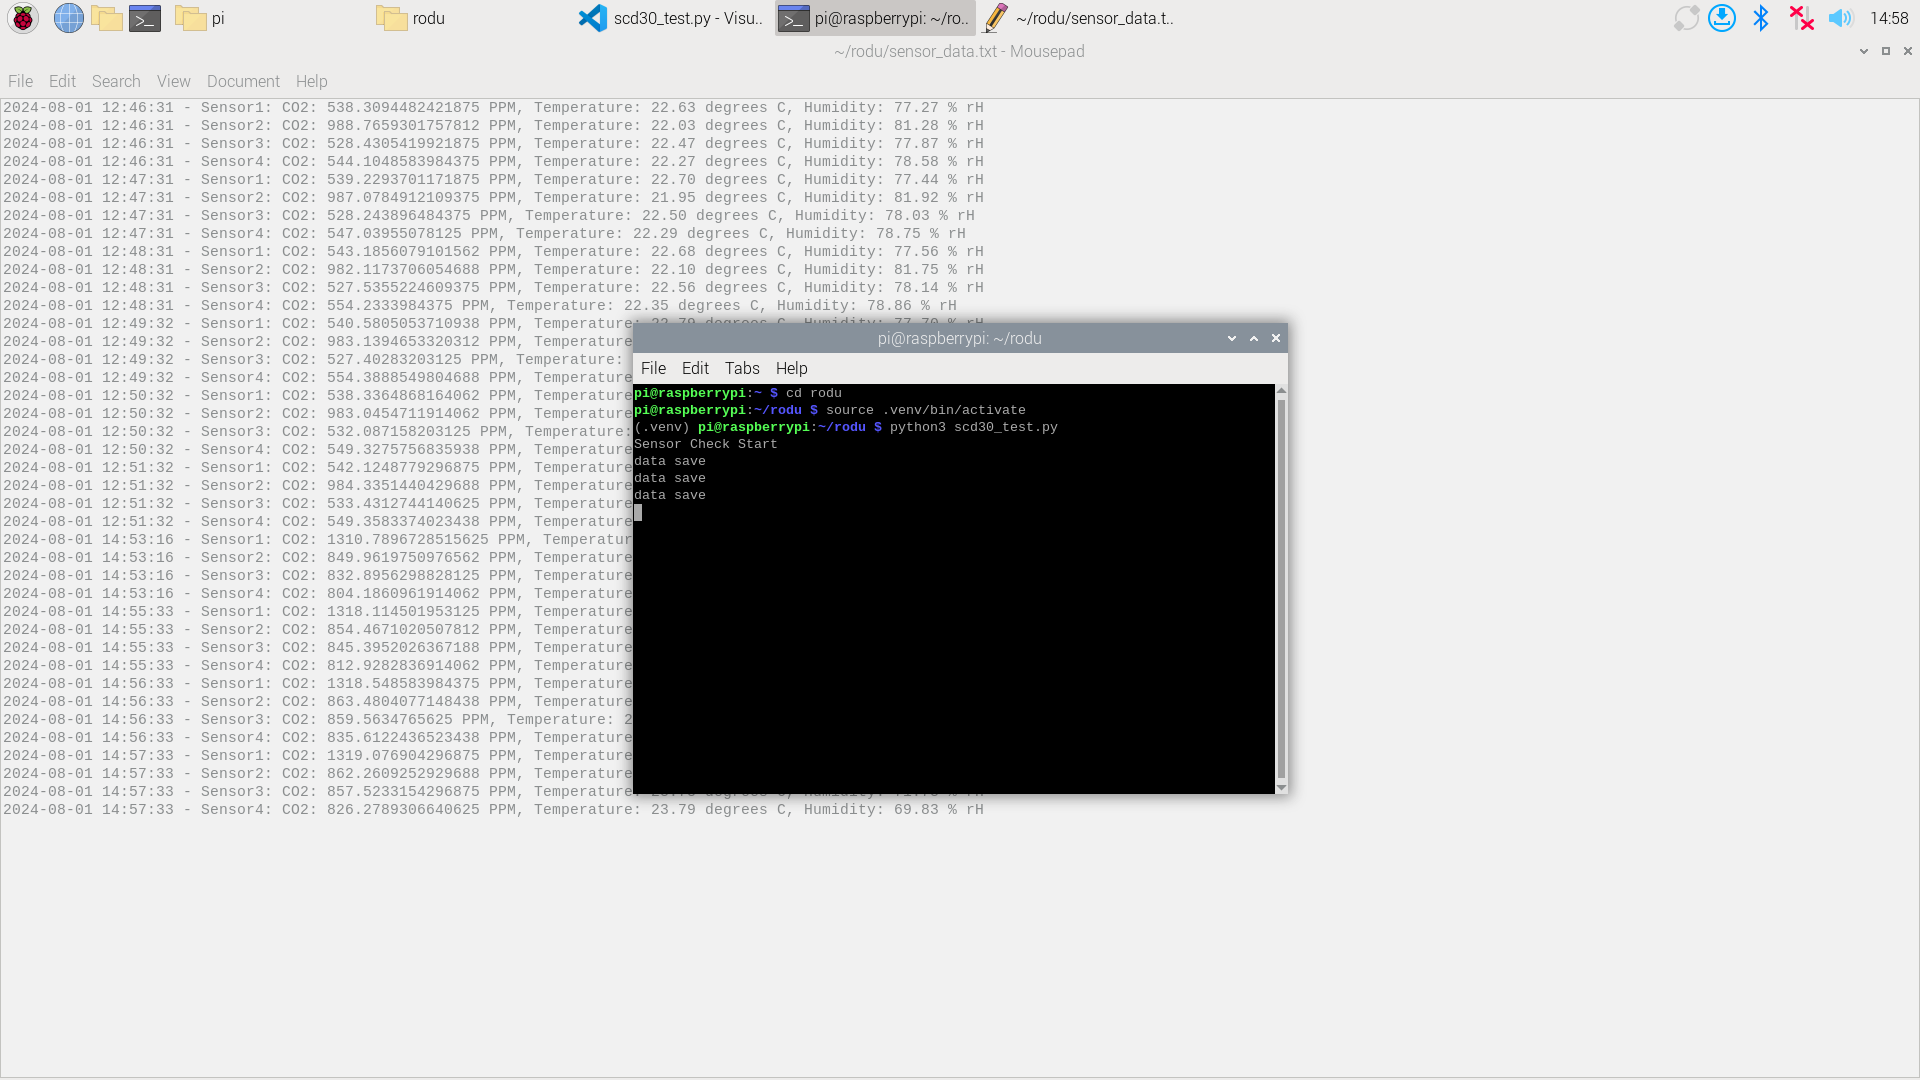 pi
rodu
scd30_test.py - Visu..
pi@raspberrypi: ~/ro..
~/rodu/sensor_data.t..
14:58
~/rodu/sensor_data.txt - Mousepad
File Edit Search View Document Help
2024-08-01 12:46:31 - Sensor1: CO2: 538.3094482421875 PPM, Temperature: 22.63 degrees C, Humidity: 77.27 % rH
2024-08-01 12:46:31 - Sensor2: CO2: 988.7659301757812 PPM, Temperature: 22.03 degrees C, Humidity: 81.28 % rH
2024-08-01 12:46:31 - Sensor3: CO2: 528.4305419921875 PPM, Temperature: 22.47 degrees C, Humidity: 77.87 % rH
2024-08-01 12:46:31 - Sensor4: CO2: 544.1048583984375 PPM, Temperature: 22.27 degrees C, Humidity: 78.58 % rH
2024-08-01 12:47:31 - Sensor1: CO2: 539.2293701171875 PPM, Temperature: 22.70 degrees C, Humidity: 77.44 % rH
2024-08-01 12:47:31 - Sensor2: CO2: 987.0784912109375 PPM, Temperature: 21.95 degrees C, Humidity: 81.92 % rH
2024-08-01 12:47:31 - Sensor3: CO2: 528.243896484375 PPM, Temperature: 22.50 degrees C, Humidity: 78.03 % rH
2024-08-01 12:47:31 - Sensor4: CO2: 547.03955078125 PPM, Temperature: 22.29 degrees C, Humidity: 78.75 % rH
2024-08-01 12:48:31 - Sensor1: CO2: 543.1856079101562 PPM, Temperature: 22.68 degrees C, Humidity: 77.56 % rH
2024-08-01 12:48:31 - Sensor2: CO2: 982.1173706054688 PPM, Temperature: 22.10 degrees C, Humidity: 81.75 % rH
2024-08-01 12:48:31 - Sensor3: CO2: 527.5355224609375 PPM, Temperature: 22.56 degrees C, Humidity: 78.14 % rH
2024-08-01 12:48:31 - Sensor4: CO2: 554.2333984375 PPM, Temperature: 22.35 degrees C, Humidity: 78.86 % rH
2024-08-01 12:49:32 - Sensor1: CO2: 540.5805053710938 PPM, Temperature: 22.79 degrees C, Humidity: 77.70 % rH
2024-08-01 12:49:32 - Sensor2: CO2: 983.1394653320312 PPM, Temperature
2024-08-01 12:49:32 - Sensor3: CO2: 527.40283203125 PPM, Temperature:
2024-08-01 12:49:32 - Sensor4: CO2: 554.3888549804688 PPM, Temperature
2024-08-01 12:50:32 - Sensor1: CO2: 538.3364868164062 PPM, Temperature
2024-08-01 12:50:32 - Sensor2: CO2: 983.0454711914062 PPM, Temperature
2024-08-01 12:50:32 - Sensor3: CO2: 532.087158203125 PPM, Temperature:
2024-08-01 12:50:32 - Sensor4: CO2: 549.3275756835938 PPM, Temperature
2024-08-01 12:51:32 - Sensor1: CO2: 542.1248779296875 PPM, Temperature
2024-08-01 12:51:32 - Sensor2: CO2: 984.3351440429688 PPM, Temperature
2024-08-01 12:51:32 - Sensor3: CO2: 533.4312744140625 PPM, Temperature
2024-08-01 12:51:32 - Sensor4: CO2: 549.3583374023438 PPM, Temperature
2024-08-01 14:53:16 - Sensor1: CO2: 1310.7896728515625 PPM, Temperatur
2024-08-01 14:53:16 - Sensor2: CO2: 849.9619750976562 PPM, Temperature
2024-08-01 14:53:16 - Sensor3: CO2: 832.8956298828125 PPM, Temperature
2024-08-01 14:53:16 - Sensor4: CO2: 804.1860961914062 PPM, Temperature
2024-08-01 14:55:33 - Sensor1: CO2: 1318.114501953125 PPM, Temperature
2024-08-01 14:55:33 - Sensor2: CO2: 854.4671020507812 PPM, Temperature
2024-08-01 14:55:33 - Sensor3: CO2: 845.3952026367188 PPM, Temperature
2024-08-01 14:55:33 - Sensor4: CO2: 812.9282836914062 PPM, Temperature
2024-08-01 14:56:33 - Sensor1: CO2: 1318.548583984375 PPM, Temperature
2024-08-01 14:56:33 - Sensor2: CO2: 863.4804077148438 PPM, Temperature
2024-08-01 14:56:33 - Sensor3: CO2: 859.5634765625 PPM, Temperature: 2
2024-08-01 14:56:33 - Sensor4: CO2: 835.6122436523438 PPM, Temperature
2024-08-01 14:57:33 - Sensor1: CO2: 1319.076904296875 PPM, Temperature
2024-08-01 14:57:33 - Sensor2: CO2: 862.2609252929688 PPM, Temperature
2024-08-01 14:57:33 - Sensor3: CO2: 857.5233154296875 PPM, Temperature:
2024-08-01 14:57:33 - Sensor4: CO2: 826.2789306640625 PPM, Temperature: 23.79 degrees C, Humidity: 69.83 % rH
pi@raspberrypi: ~/rodu
File Edit Tabs Help
pi@raspberrypi:~ $ cd rodu
pi@raspberrypi:~/rodu $ source .venv/bin/activate
(.venv) pi@raspberrypi:~/rodu $ python3 scd30_test.py
Sensor Check Start
data save
data save
data save